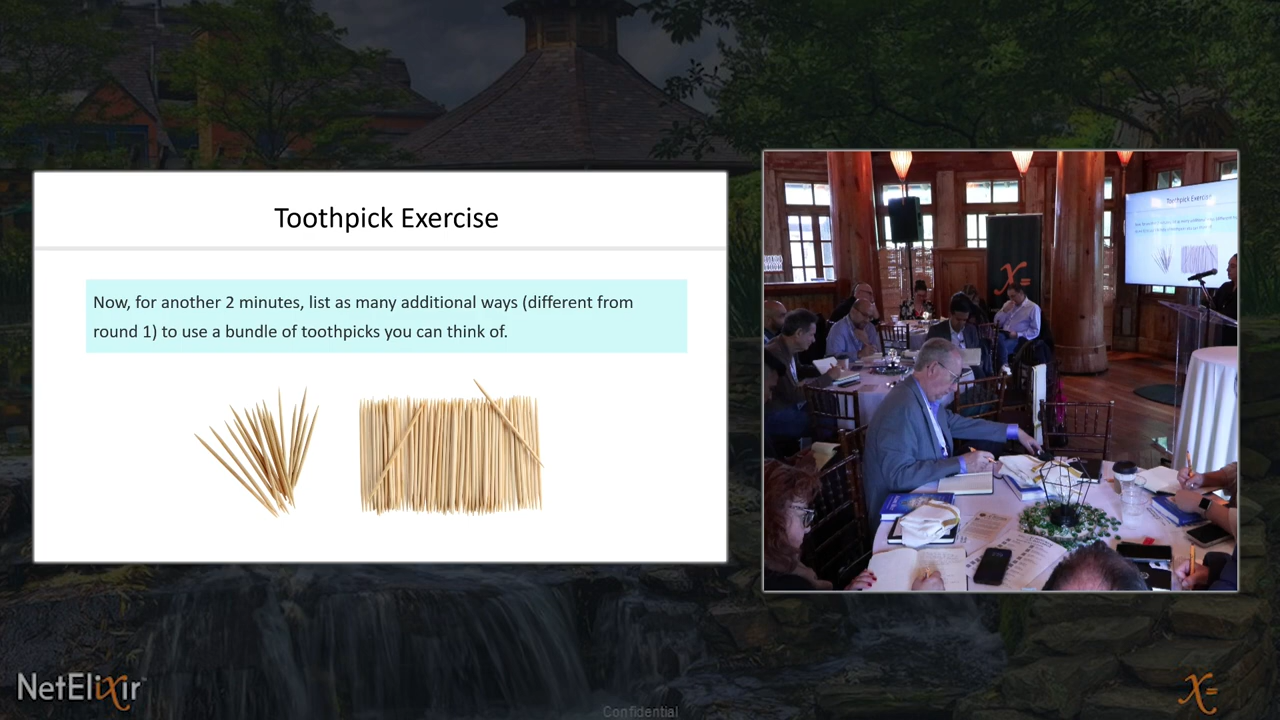 Toothpick Exercise
Now, for another 2 minutes, list as many additional ways (different from
round 1) to use a bundle of toothpicks you can think of.
Toothpick Exercise
X=
NetElixir
X=
Confidential